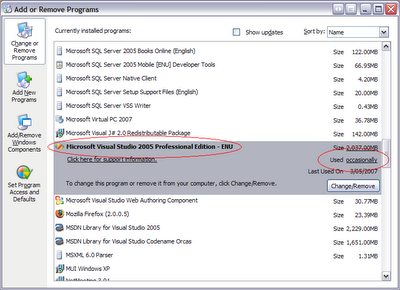 Add or Remove Programs
Change or Remove Programs
Add New Programs
Add/Remove Windows Components
Set Program Access and Defaults
Currently installed programs:
Show updates
Sort by: Name
Microsoft SQL Server 2005 Books Online (English) Size 122.00MB
Microsoft SQL Server 2005 Mobile [ENU] Developer Tools Size 66.95MB
Microsoft SQL Server Native Client Size 4.20MB
Microsoft SQL Server Setup Support Files (English) Size 20.00MB
Microsoft SQL Server VSS Writer Size 0.43MB
Microsoft Virtual PC 2007 Size 36.78MB
Microsoft Visual J# 2.0 Redistributable Package Size 142.00MB
Microsoft Visual Studio 2005 Professional Edition - ENU Size 2,037.00MB
Click here for support information. Used occasionally
Last Used On 3/05/2007
To change this program or remove it from your computer, click Change/Remove. Change/Remove
Microsoft Visual Studio Web Authoring Component Size 30.77MB
Mozilla Firefox (2.0.0.5) Size 23.39MB
MSDN Library for Visual Studio 2005 Size 2,229.00MB
MSDN Library for Visual Studio Codename Orcas Size 1,651.00MB
MSXML 6.0 Parser Size 1.31MB
MUI Windows XP